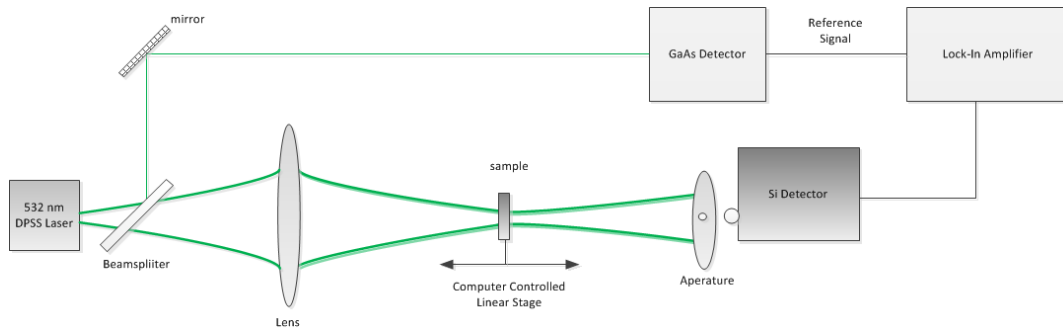 mirror
Reference
Signal
GaAs Detector
Lock-In Amplifier
sample
532 nm
DPSS Laser
Si Detector
Beamspliiter
Aperature
Computer Controlled
Linear Stage
Lens